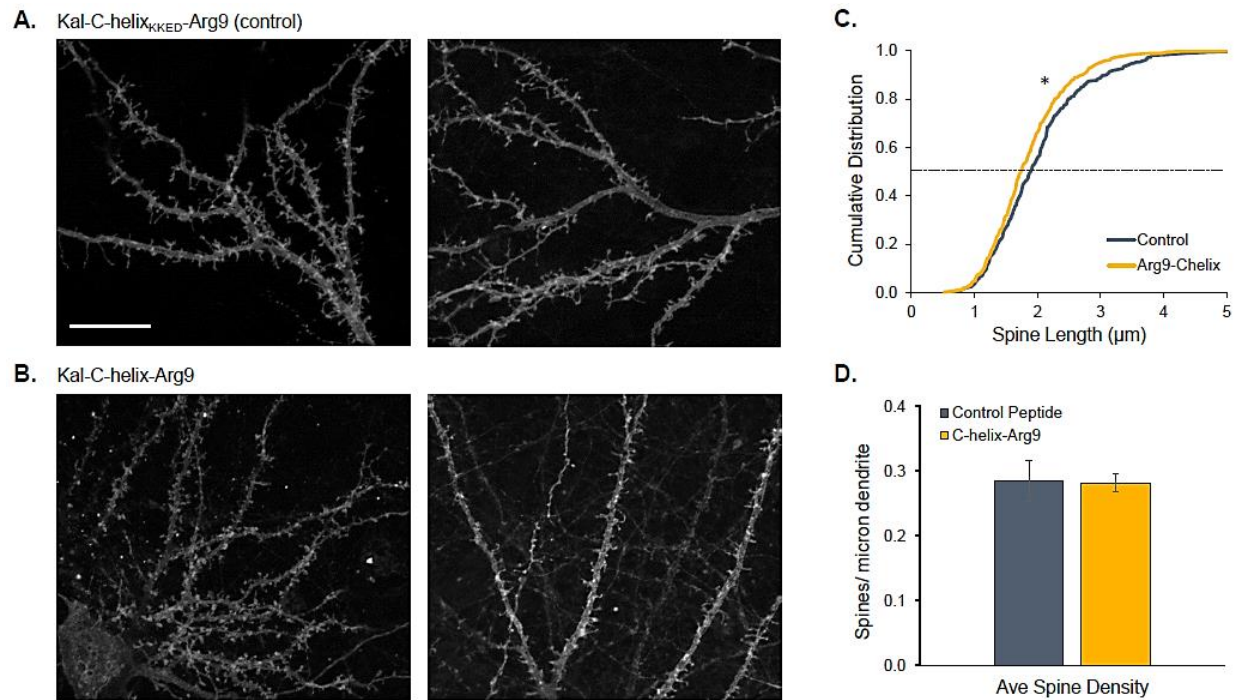 A. Kal-C-helixKKED-Arg9 (control)
B. Kal-C-helix-Arg9
C.
Cumulative Distribution
1.0
0.8
0.6
0.4
0.2
0.0
*
Control
Arg9-Chelix
0 1 2 3 4 5
Spine Length (µm)
D.
Spines/ micron dendrite
0.4
0.3
0.2
0.1
0.0
Control Peptide
C-helix-Arg9
Ave Spine Density